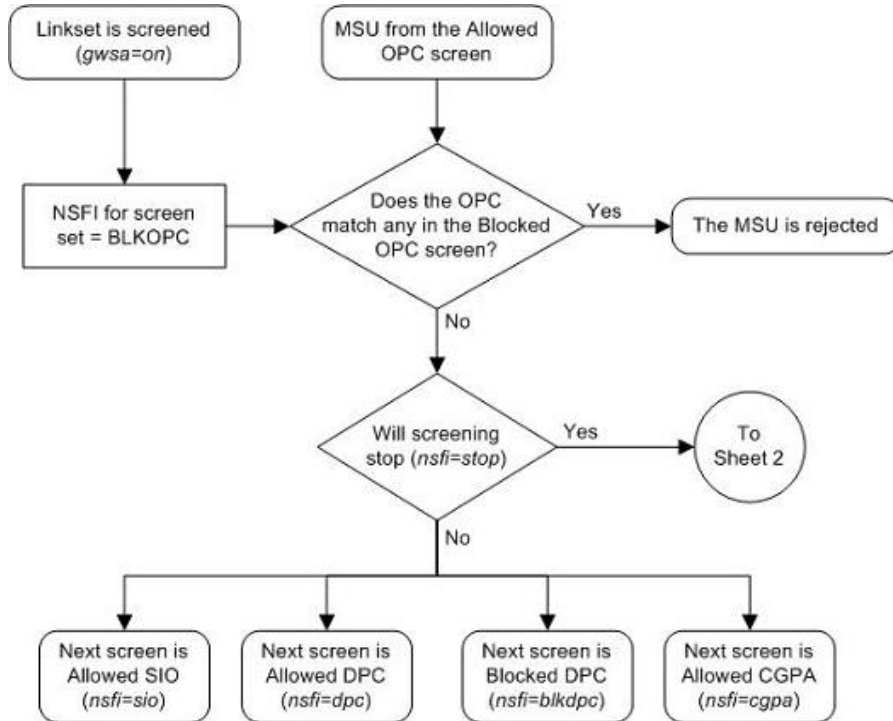 Linkset is screened
(gwsa=on)
MSU from the Allowed
OPC screen
NSFI for screen
set = BLKOPC
Does the OPC
match any in the Blocked
OPC screen?
Yes
The MSU is rejected
No
Will screening
stop (nsfi=stop)
Yes
To
Sheet 2
No
Next screen is
Allowed SIO
(nsfi=sio)
Next screen is
Allowed DPC
(nsfi=dpc)
Next screen is
Blocked DPC
(nsfi=blkdpc)
Next screen is
Allowed CGPA
(nsfi=cgpa)